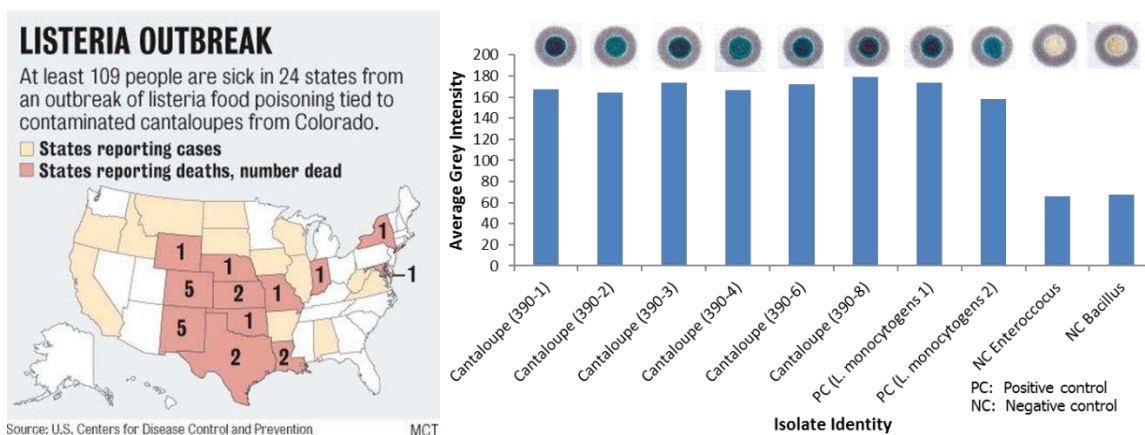 LISTERIA OUTBREAK
At least 109 people are sick in 24 states from
an outbreak of listeria food poisoning tied to
contaminated cantaloupes from Colorado.
States reporting cases
States reporting deaths, number dead
1
1
1
1
5
2
1
1
5
1
2
2
Source: U.S. Centers for Disease Control and Prevention
MCT
Average Grey Intensity
200
180
160
140
120
100
80
60
40
20
0
Cantaloupe (390-1)
Cantaloupe (390-2)
Cantaloupe (390-3)
Cantaloupe (390-4)
Cantaloupe (390-6)
Cantaloupe (390-8)
PC (L. monocytogens 1)
PC (L. monocytogens 2)
NC Enteroccocus
NC Bacillus
PC: Positive control
NC: Negative control
Isolate Identity